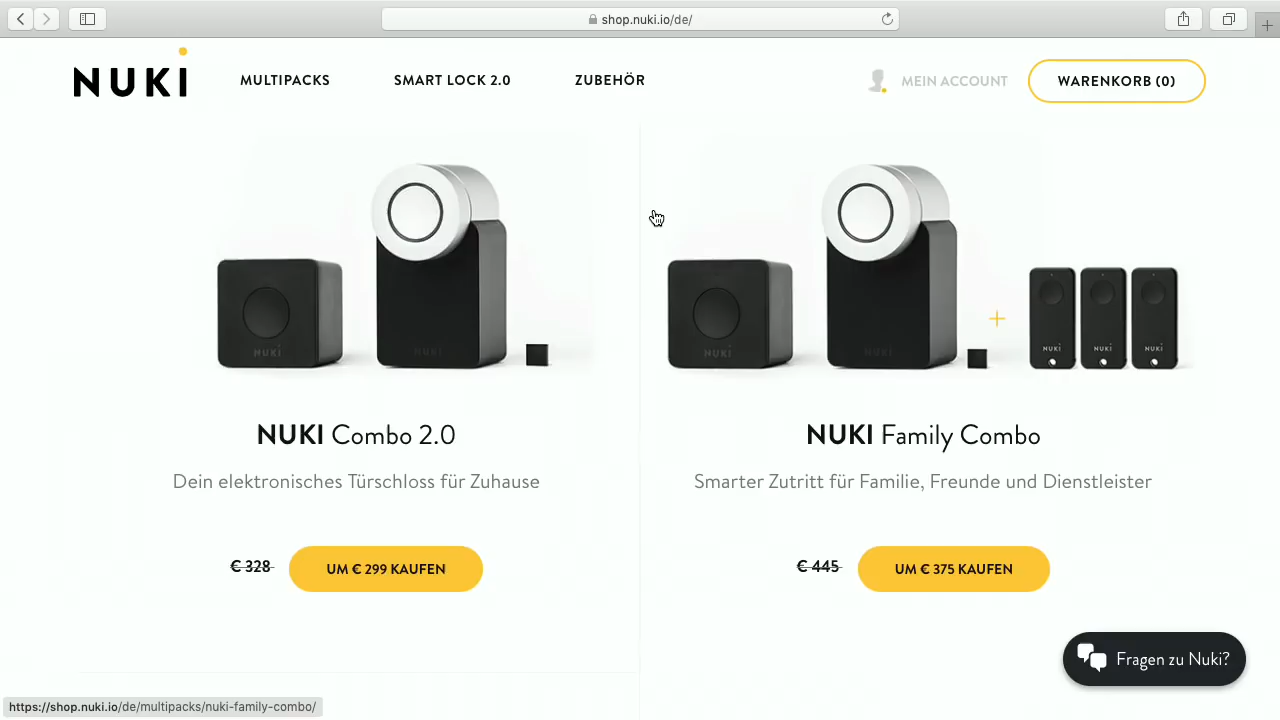 shop.nuki.io/de/
NUKI
MULTIPACKS
SMART LOCK 2.0
ZUBEHÖR
MEIN ACCOUNT
WARENKORB (0)
NUKI
NUKI
NUKI
NUKI
NUKI
NUKI
NUKI
NUKI Combo 2.0
Dein elektronisches Türschloss für Zuhause
€ 328
UM € 299 KAUFEN
NUKI Family Combo
Smarter Zutritt für Familie, Freunde und Dienstleister
€ 445
UM € 375 KAUFEN
Fragen zu Nuki?
https://shop.nuki.io/de/multipacks/nuki-family-combo/